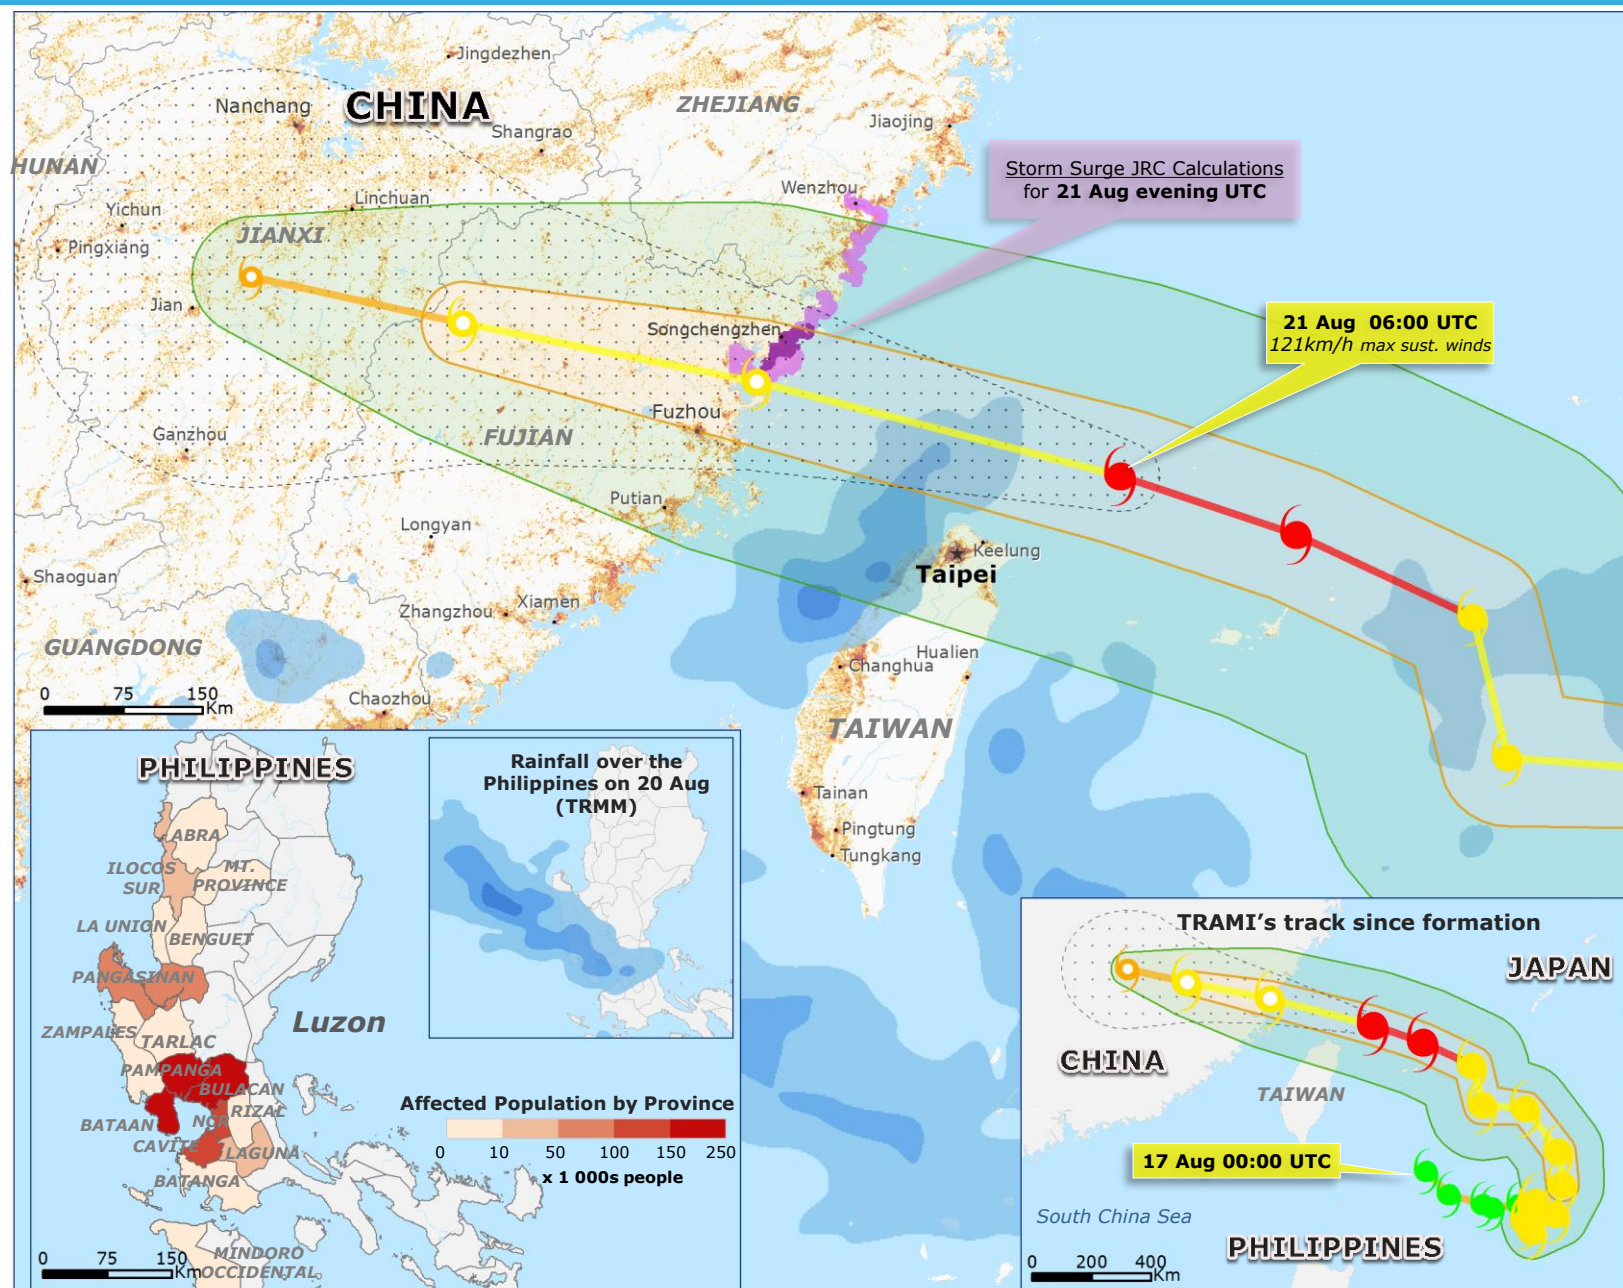 Jingdezhen
Nanchang
CHINA
ZHEJIANG
Shangrao
Jiaojing
HUNAN
Storm Surge JRC Calculations
for 21 Aug evening UTC
Wenzhou
Linchuan
Yichun
JIANXI
Pingxiang
Jian
21 Aug 06:00 UTC
121km/h max sust. winds
Songchengzhen
Fuzhou
Ganzhou
FUJIAN
Putian
Longyan
Keelung
Taipei
Shaoguan
Zhangzhou
Xiamen
GUANGDONG
Hualien
Changhua
0 75 150
Km
Chaozhou
TAIWAN
Tainan
Pingtung
Tungkang
PHILIPPINES
ABRA
ILOCOS
SUR
MT.
PROVINCE
LA UNION
BENGUET
PANGASINAN
ZAMPALES
TARLAC
Luzon
PAMPANGA
BULACAN
BATAAN
NCR
RIZAL
CAVITE
LAGUNA
BATANGA
MINDORO
OCCIDENTAL
0 75 150
Km
Rainfall over the
Philippines on 20 Aug
(TRMM)
Affected Population by Province
0 10 50 100 150 250
x 1 000s people
TRAMI's track since formation
JAPAN
CHINA
TAIWAN
17 Aug 00:00 UTC
South China Sea
PHILIPPINES
0 200 400
Km